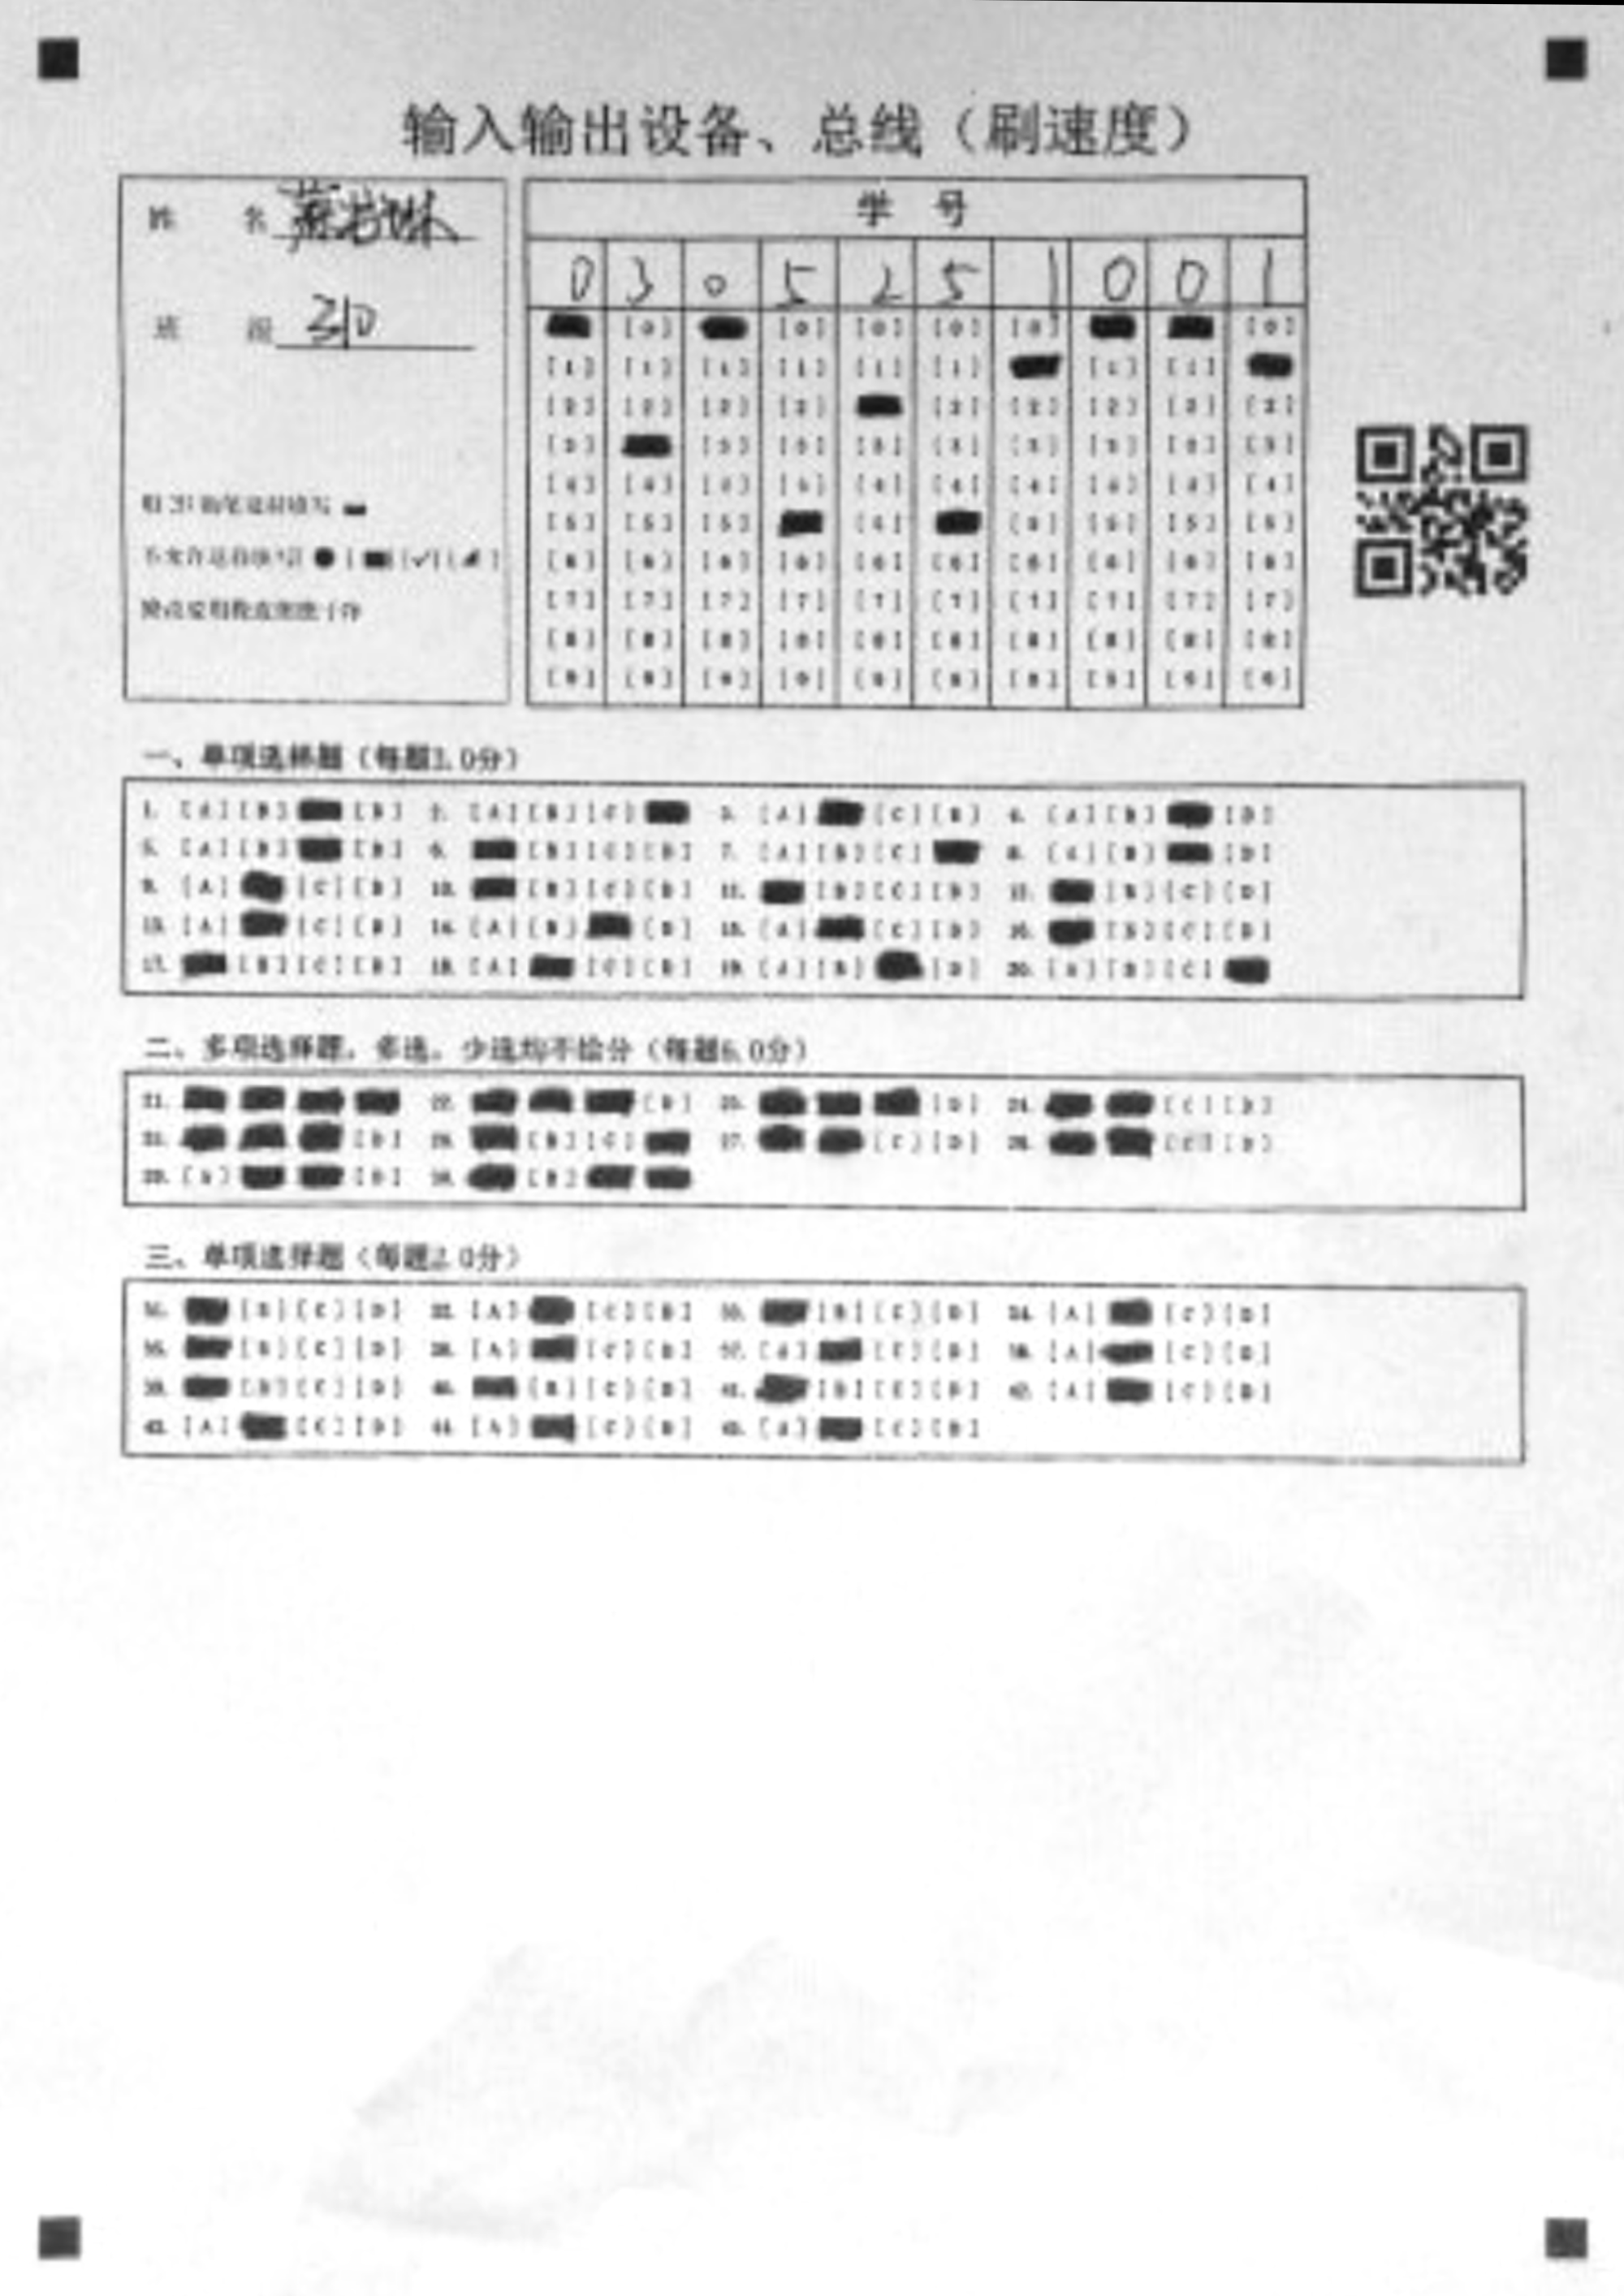 输入输出设备、总线（刷速度）
姓 名
班 级 310
学 号
0 3 0 5 2 5 1 0 0 1
[0] [0] [0] [0] [0] [0]
[1] [1] [1] [1] [1] [1] [1] [1]
[2] [2] [2] [2] [2] [2] [2] [2] [2]
[3] [3] [3] [3] [3] [3] [3] [3] [3]
[4] [4] [4] [4] [4] [4] [4] [4] [4] [4]
[5] [5] [5] [5] [5] [5] [5] [5]
[6] [6] [6] [6] [6] [6] [6] [6] [6] [6]
[7] [7] [7] [7] [7] [7] [7] [7] [7] [7]
[8] [8] [8] [8] [8] [8] [8] [8] [8] [8]
[9] [9] [9] [9] [9] [9] [9] [9] [9] [9]
一、单项选择题（每题3.0分）
1. [A] [B] [D] 2. [A] [B] [C] 3. [A] [C] [D] 4. [A] [B] [D]
5. [A] [B] [D] 6. [B] [C] [D] 7. [A] [B] [C] 8. [A] [B] [D]
9. [A] [C] [D] 10. [B] [C] [D] 11. [B] [C] [D] 12. [B] [C] [D]
13. [A] [C] [D] 14. [A] [B] [D] 15. [A] [C] [D] 16. [B] [C] [D]
17. [B] [C] [D] 18. [A] [C] [D] 19. [A] [B] [D] 20. [A] [B] [C]
二、多项选择题，多选、少选均不给分（每题6.0分）
21. 22. [D] 23. [D] 24. [C] [D]
25. [D] 26. [B] [C] 27. [C] [D] 28. [C] [D]
29. [A] [D] 30. [B]
三、单项选择题（每题2.0分）
31. [B] [C] [D] 32. [A] [C] [D] 33. [B] [C] [D] 34. [A] [C] [D]
35. [B] [C] [D] 36. [A] [C] [D] 37. [A] [C] [D] 38. [A] [C] [D]
39. [B] [C] [D] 40. [B] [C] [D] 41. [B] [C] [D] 42. [A] [C] [D]
43. [A] [C] [D] 44. [A] [C] [D] 45. [A] [C] [D]